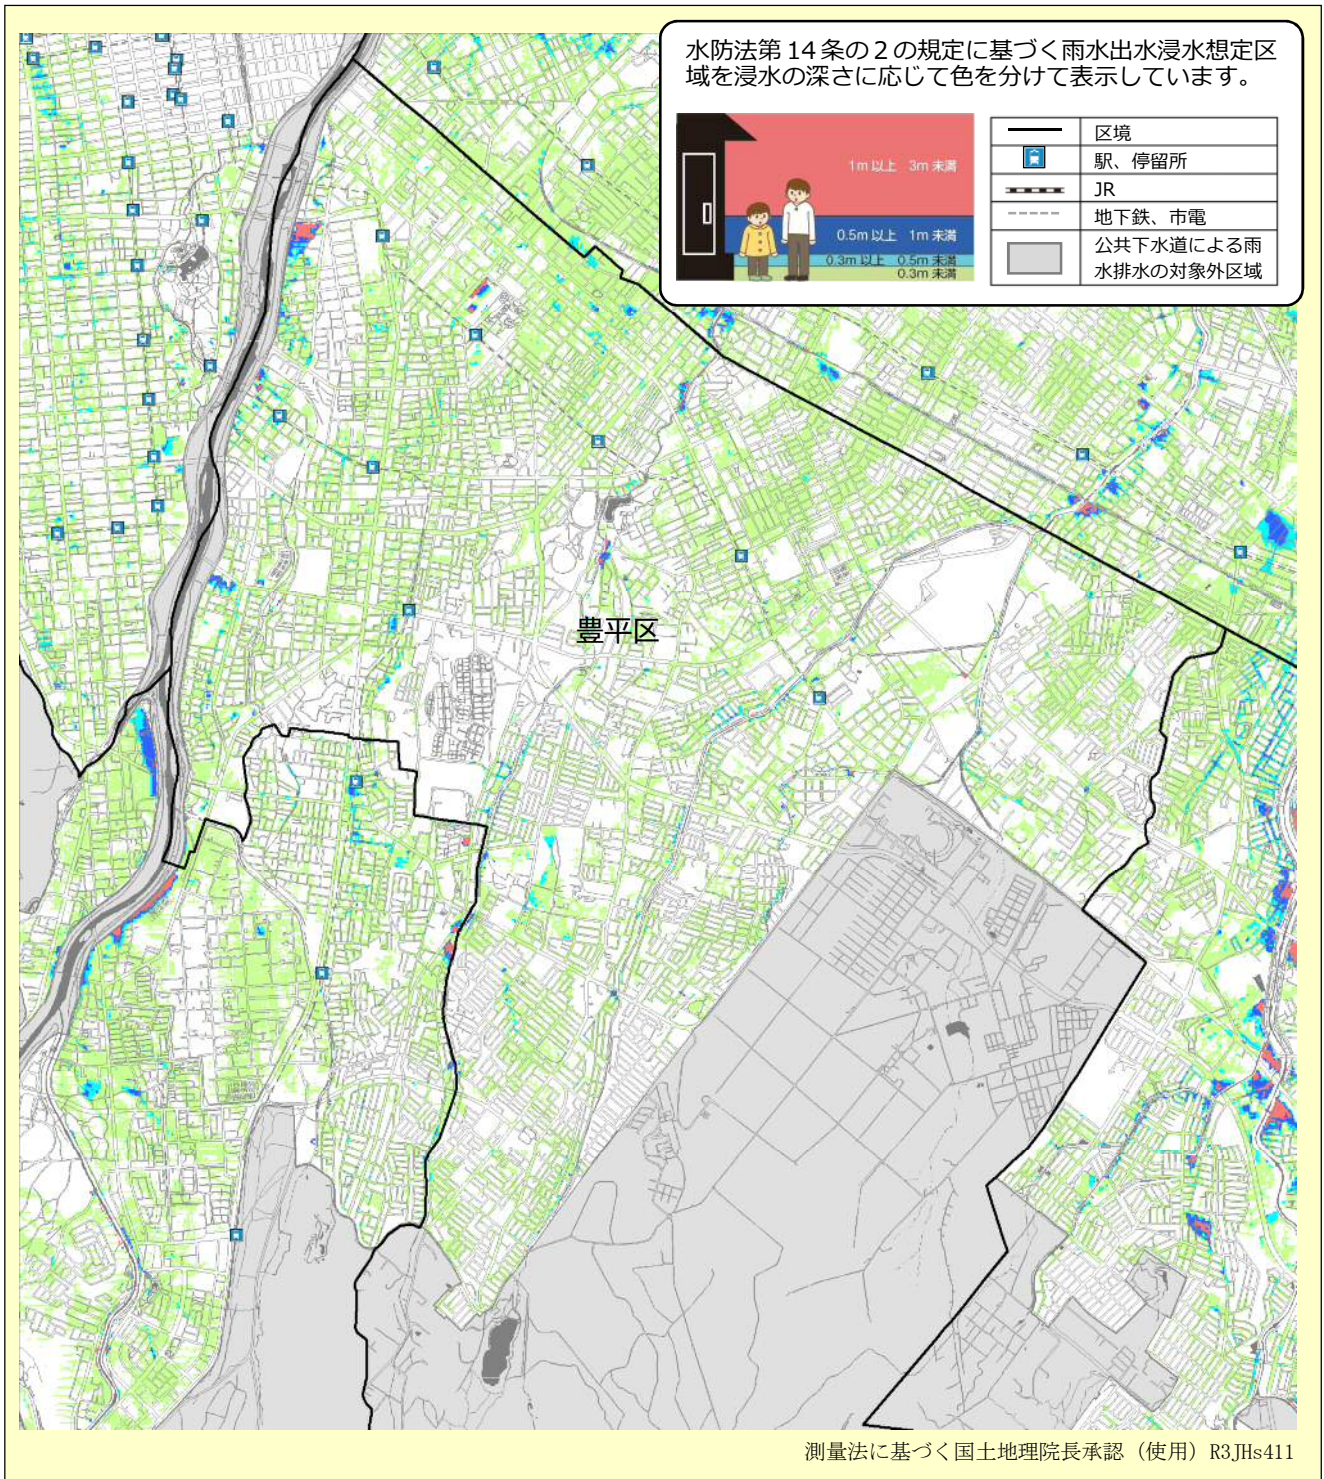 水防法第14条の2の規定に基づく雨水出水浸水想定区
域を浸水の深さに応じて色を分けて表示しています。
1m以上 3m未満
0.5m以上 1m未満
0.3m以上 0.5m未満
0.3m未満
区境
駅、停留所
JR
地下鉄、市電
公共下水道による雨
水排水の対象外区域
豊平区
測量法に基づく国土地理院長承認（使用）R3JHs411